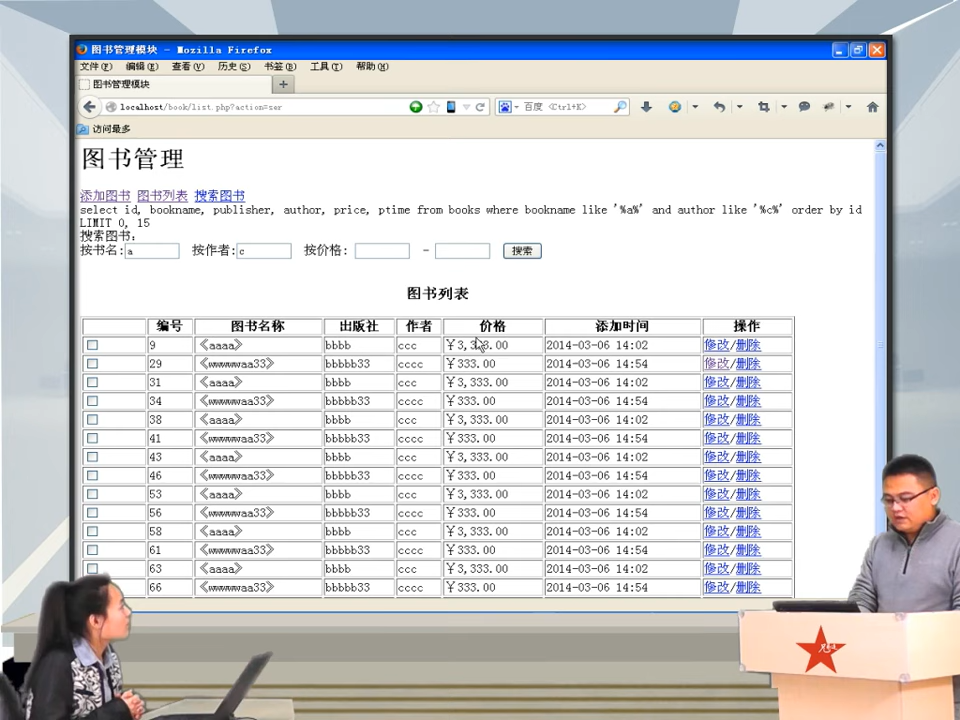 图书管理模块 - Mozilla Firefox
文件(F) 编辑(E) 查看(V) 历史(S) 书签(B) 工具(T) 帮助(H)
图书管理模块
localhost/book/list.php?action=ser 百度 <Ctrl+K>
访问最多
图书管理
添加图书 图书列表 搜索图书
select id, bookname, publisher, author, price, ptime from books where bookname like '%a%' and author like '%c%' order by id
LIMIT 0, 15
搜索图书:
按书名: a 按作者: c 按价格: - 搜索
图书列表
编号 图书名称 出版社 作者 价格 添加时间 操作
9 《aaaa》 bbbb ccc ￥3,333.00 2014-03-06 14:02 修改/删除
29 《wwwwwaa33》 bbbbb33 cccc ￥333.00 2014-03-06 14:54 修改/删除
31 《aaaa》 bbbb ccc ￥3,333.00 2014-03-06 14:02 修改/删除
34 《wwwwwaa33》 bbbbb33 cccc ￥333.00 2014-03-06 14:54 修改/删除
38 《aaaa》 bbbb ccc ￥3,333.00 2014-03-06 14:02 修改/删除
41 《wwwwwaa33》 bbbbb33 cccc ￥333.00 2014-03-06 14:54 修改/删除
43 《aaaa》 bbbb ccc ￥3,333.00 2014-03-06 14:02 修改/删除
46 《wwwwwaa33》 bbbbb33 cccc ￥333.00 2014-03-06 14:54 修改/删除
53 《aaaa》 bbbb ccc ￥3,333.00 2014-03-06 14:02 修改/删除
56 《wwwwwaa33》 bbbbb33 cccc ￥333.00 2014-03-06 14:54 修改/删除
58 《aaaa》 bbbb ccc ￥3,333.00 2014-03-06 14:02 修改/删除
61 《wwwwwaa33》 bbbbb33 cccc ￥333.00 2014-03-06 14:54 修改/删除
63 《aaaa》 bbbb ccc ￥3,333.00 2014-03-06 14:02 修改/删除
66 《wwwwwaa33》 bbbbb33 cccc ￥333.00 2014-03-06 14:54 修改/删除